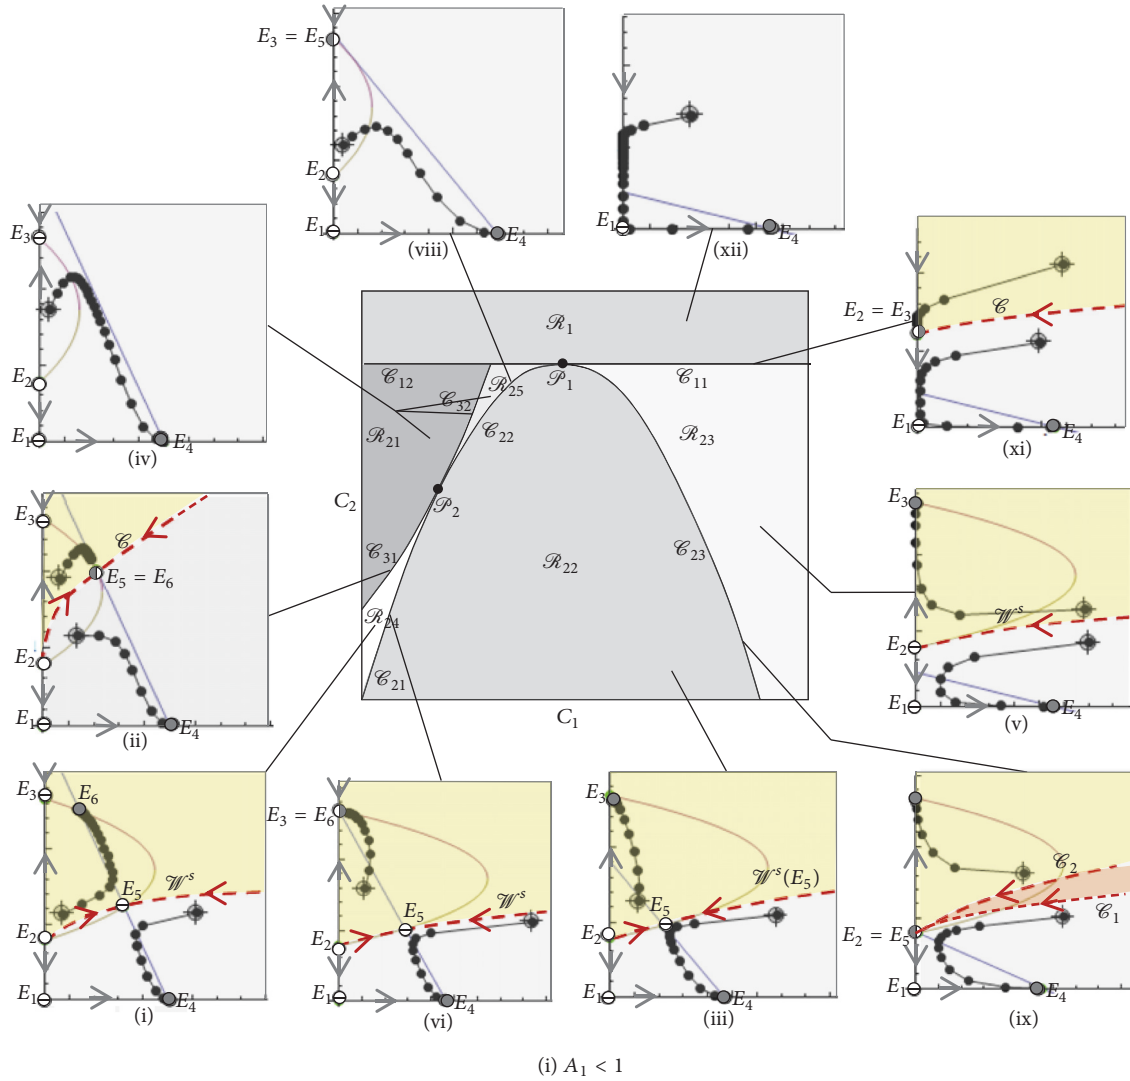 E₃ = E₅
E₂
E₁
E₄
(viii)
E₁
E₄
(xii)
E₃
E₂
E₁
E₄
(iv)
E₂ = E₃
𝒞
E₁
E₄
(xi)
ℛ₁
𝒫₁
𝒞₁₂
ℛ₂₅
𝒞₁₁
𝒞₃₂
ℛ₂₁
𝒞₂₂
ℛ₂₃
C₂
𝒫₂
𝒞₃₁
ℛ₂₂
𝒞₂₃
ℛ₂₄
𝒞₂₁
C₁
E₃
𝒞
E₅ = E₆
E₂
E₁
E₄
(ii)
E₃
𝒲ˢ
E₂
E₁
E₄
(v)
E₃
E₆
E₅
𝒲ˢ
E₂
E₁
E₄
(i)
E₃ = E₆
E₅
𝒲ˢ
E₂
E₁
E₄
(vi)
E₃
𝒲ˢ(E₅)
E₅
E₂
E₁
E₄
(iii)
𝒞₂
𝒞₁
E₂ = E₅
E₁
E₄
(ix)
(i) A₁ < 1